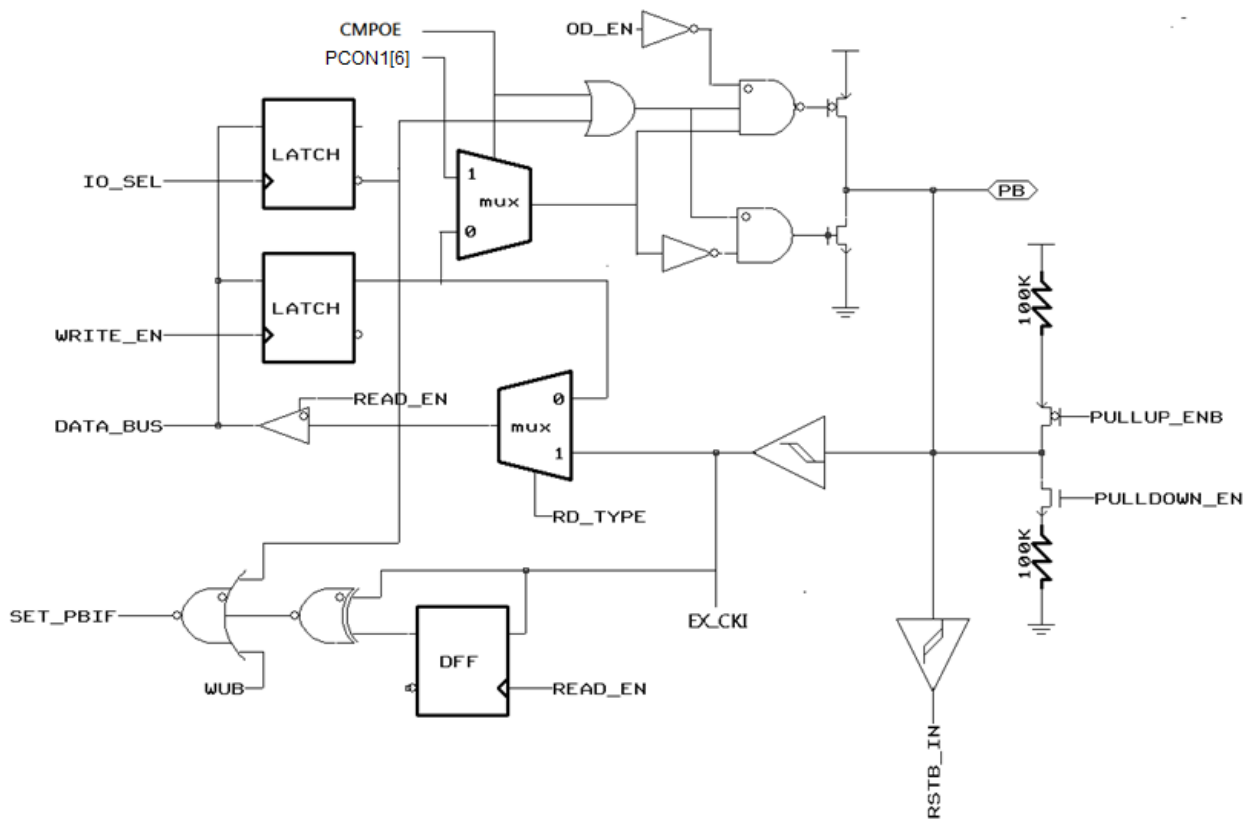 CMPOE
OD_EN
PCON1[6]
LATCH
IO_SEL
1
mux
0
PB
LATCH
WRITE_EN
100K
READ_EN
0
DATA_BUS
mux
1
PULLUP_ENB
PULLDOWN_EN
RD_TYPE
100K
SET_PBIF
EX_CKI
DFF
WUB
READ_EN
RSTB_IN